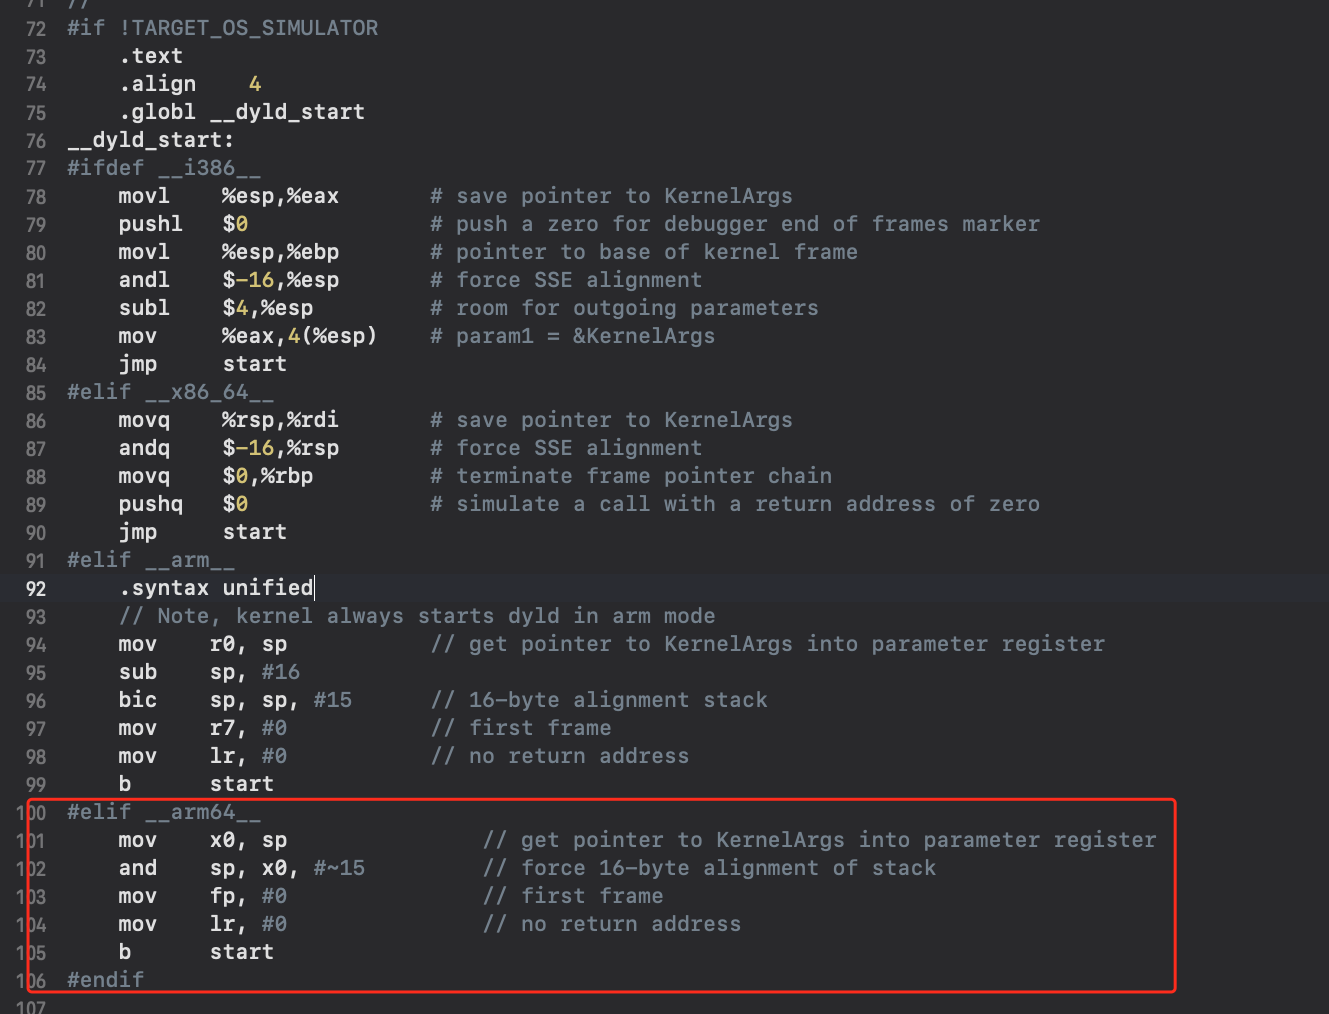 71 //
72 #if !TARGET_OS_SIMULATOR
73 .text
74 .align 4
75 .globl __dyld_start
76 __dyld_start:
77 #ifdef __i386__
78 movl %esp,%eax # save pointer to KernelArgs
79 pushl $0 # push a zero for debugger end of frames marker
80 movl %esp,%ebp # pointer to base of kernel frame
81 andl $-16,%esp # force SSE alignment
82 subl $4,%esp # room for outgoing parameters
83 mov %eax,4(%esp) # param1 = &KernelArgs
84 jmp start
85 #elif __x86_64__
86 movq %rsp,%rdi # save pointer to KernelArgs
87 andq $-16,%rsp # force SSE alignment
88 movq $0,%rbp # terminate frame pointer chain
89 pushq $0 # simulate a call with a return address of zero
90 jmp start
91 #elif __arm__
92 .syntax unified
93 // Note, kernel always starts dyld in arm mode
94 mov r0, sp // get pointer to KernelArgs into parameter register
95 sub sp, #16
96 bic sp, sp, #15 // 16-byte alignment stack
97 mov r7, #0 // first frame
98 mov lr, #0 // no return address
99 b start
100 #elif __arm64__
101 mov x0, sp // get pointer to KernelArgs into parameter register
102 and sp, x0, #~15 // force 16-byte alignment of stack
103 mov fp, #0 // first frame
104 mov lr, #0 // no return address
105 b start
106 #endif
107